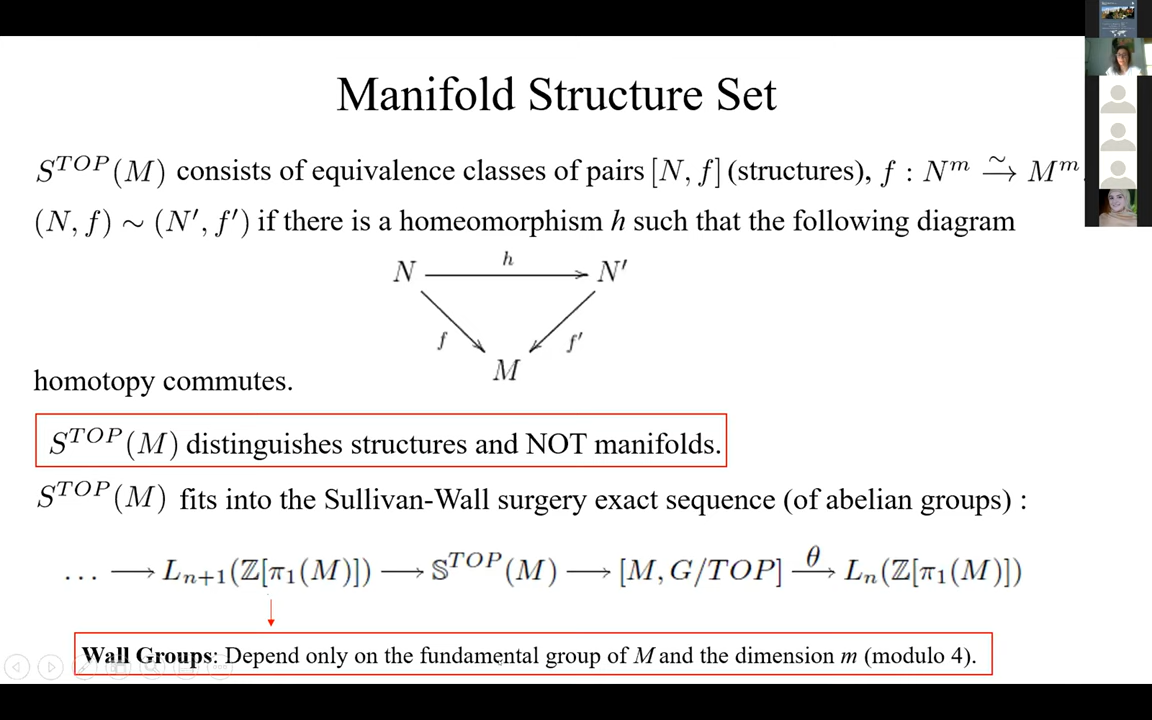 Manifold Structure Set
S^{TOP}(M) consists of equivalence classes of pairs [N, f] (structures), f : N^m \xrightarrow{\sim} M^m.
(N, f) ∼ (N′, f′) if there is a homeomorphism h such that the following diagram
h
N ⟶ N′
f f′
M
homotopy commutes.
S^{TOP}(M) distinguishes structures and NOT manifolds.
S^{TOP}(M) fits into the Sullivan-Wall surgery exact sequence (of abelian groups) :
… ⟶ L_{n+1}(ℤ[π_1(M)]) ⟶ 𝕊^{TOP}(M) ⟶ [M, G/TOP] \xrightarrow{θ} L_n(ℤ[π_1(M)])
Wall Groups: Depend only on the fundamental group of M and the dimension m (modulo 4).